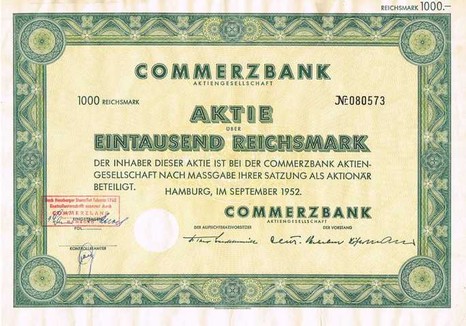 REICHSMARK 1000.—
COMMERZBANK
AKTIENGESELLSCHAFT
1000 REICHSMARK
№ 080573
AKTIE
ÜBER
EINTAUSEND REICHSMARK
DER INHABER DIESER AKTIE IST BEI DER COMMERZBANK AKTIEN-
GESELLSCHAFT NACH MASSGABE IHRER SATZUNG ALS AKTIONÄR
BETEILIGT.
HAMBURG, IM SEPTEMBER 1952.
COMMERZBANK
COMMERZBANK
AKTIENGESELLSCHAFT
DER AUFSICHTSRATSVORSITZER
DER VORSTAND
FOL.
KONTROLLBEAMTER